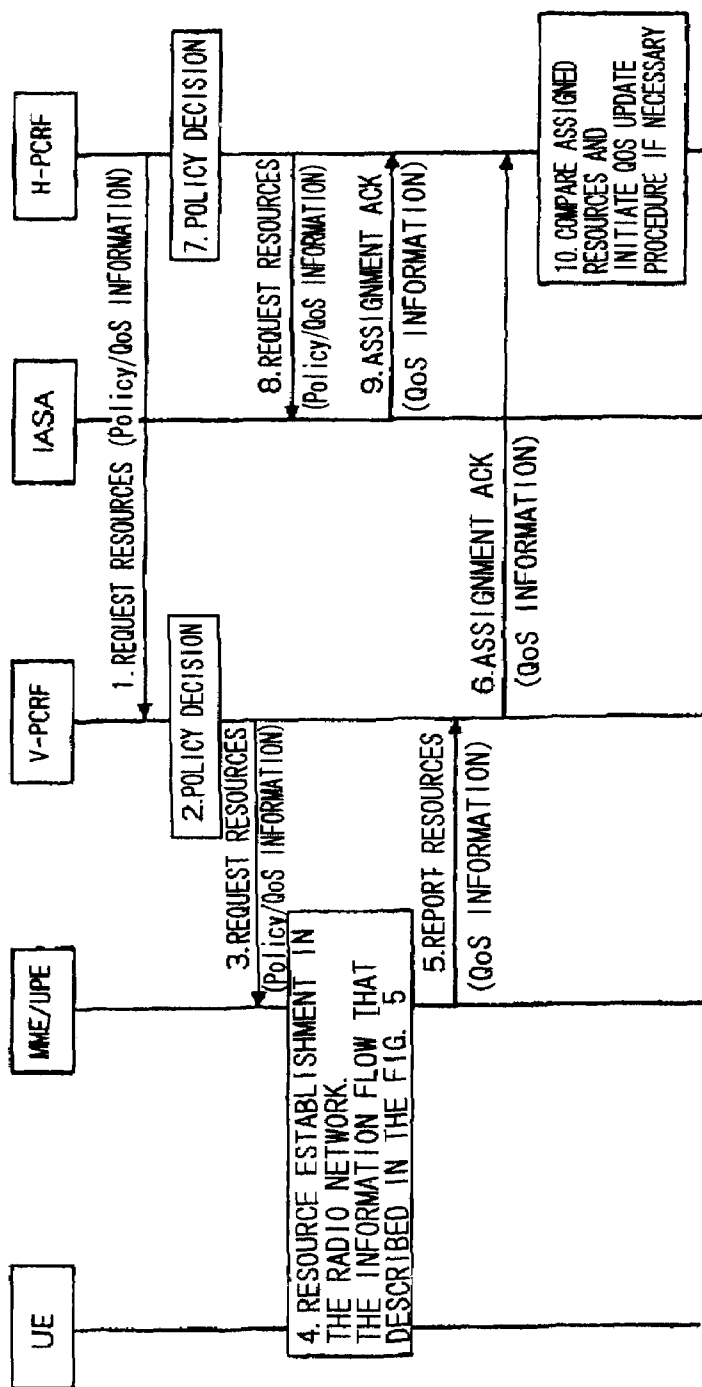 UE
MME/UPE
V-PCRF
IASA
H-PCRF
1. REQUEST RESOURCES (Policy/QoS INFORMATION)
2. POLICY DECISION
3. REQUEST RESOURCES
(Policy/QoS INFORMATION)
4. RESOURCE ESTABLISHMENT IN
THE RADIO NETWORK.
THE INFORMATION FLOW THAT
DESCRIBED IN THE FIG. 5
5. REPORT RESOURCES
(QoS INFORMATION)
6. ASSIGNMENT ACK
(QoS INFORMATION)
7. POLICY DECISION
8. REQUEST RESOURCES
(Policy/QoS INFORMATION)
9. ASSIGNMENT ACK
(QoS INFORMATION)
10. COMPARE ASSIGNED
RESOURCES AND
INITIATE QOS UPDATE
PROCEDURE IF NECESSARY